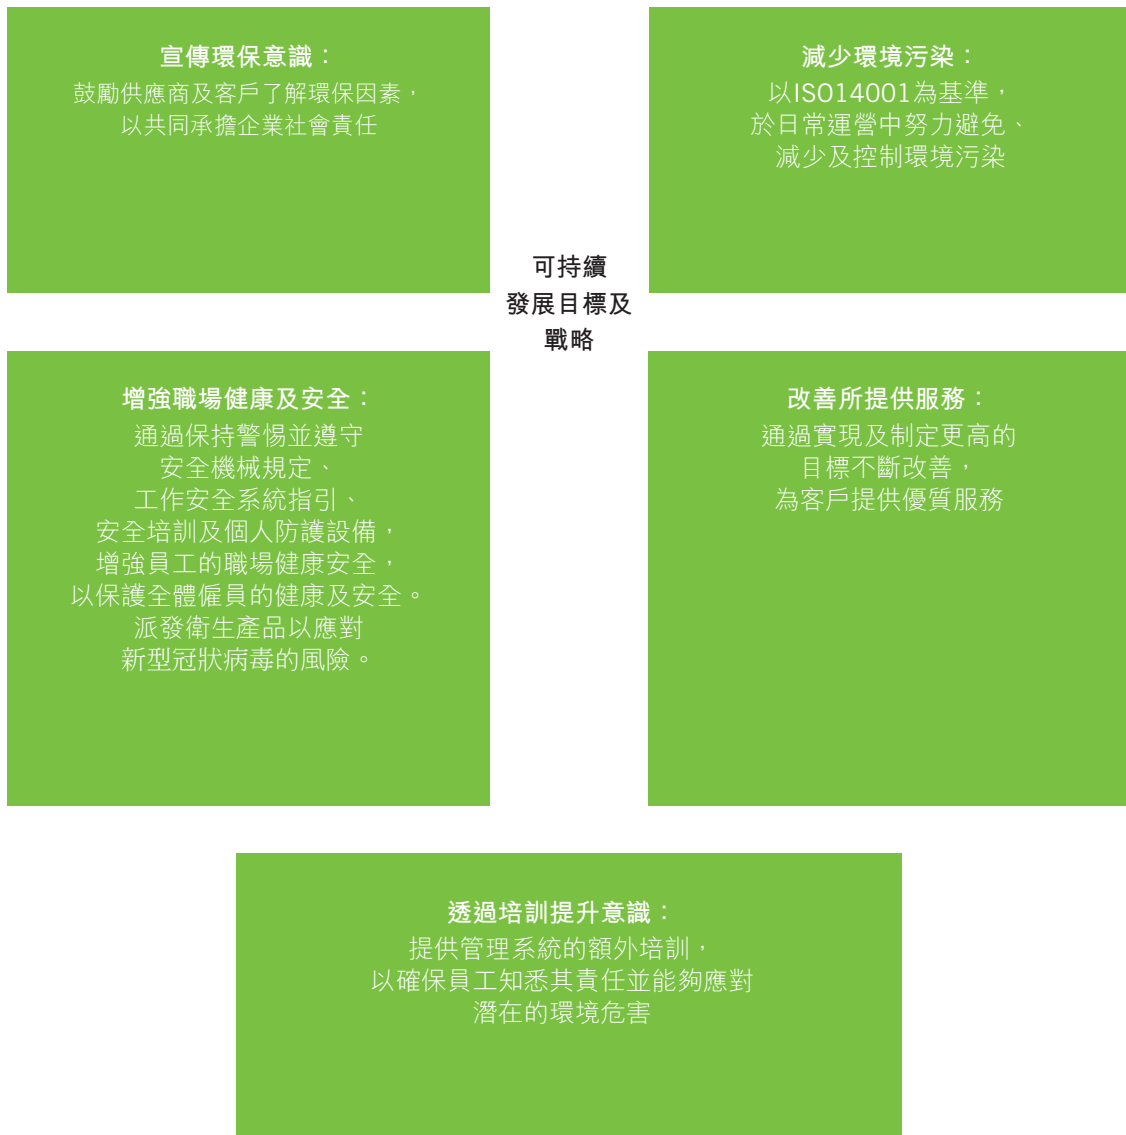 宣傳環保意識：
鼓勵供應商及客戶了解環保因素，
以共同承擔企業社會責任
減少環境污染：
以ISO14001為基準，
於日常運營中努力避免、
減少及控制環境污染
可持續
發展目標及
戰略
增強職場健康及安全：
通過保持警惕並遵守
安全機械規定、
工作安全系統指引、
安全培訓及個人防護設備，
增強員工的職場健康安全，
以保護全體僱員的健康及安全。
派發衛生產品以應對
新型冠狀病毒的風險。
改善所提供服務：
通過實現及制定更高的
目標不斷改善，
為客戶提供優質服務
透過培訓提升意識：
提供管理系統的額外培訓，
以確保員工知悉其責任並能夠應對
潛在的環境危害